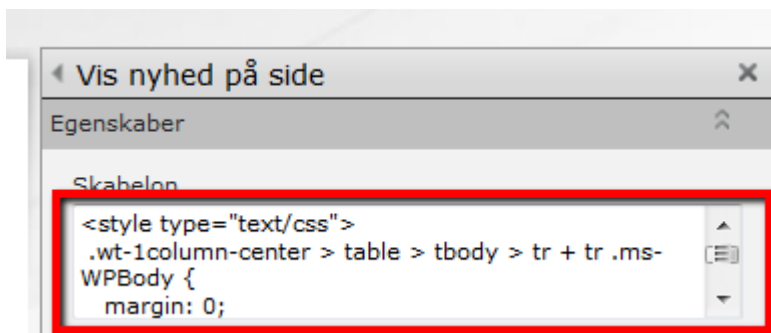 Vis nyhed på side
Egenskaber
Skabelon
<style type="text/css">
.wt-1column-center > table > tbody > tr + tr .ms-
WPBody {
margin: 0;